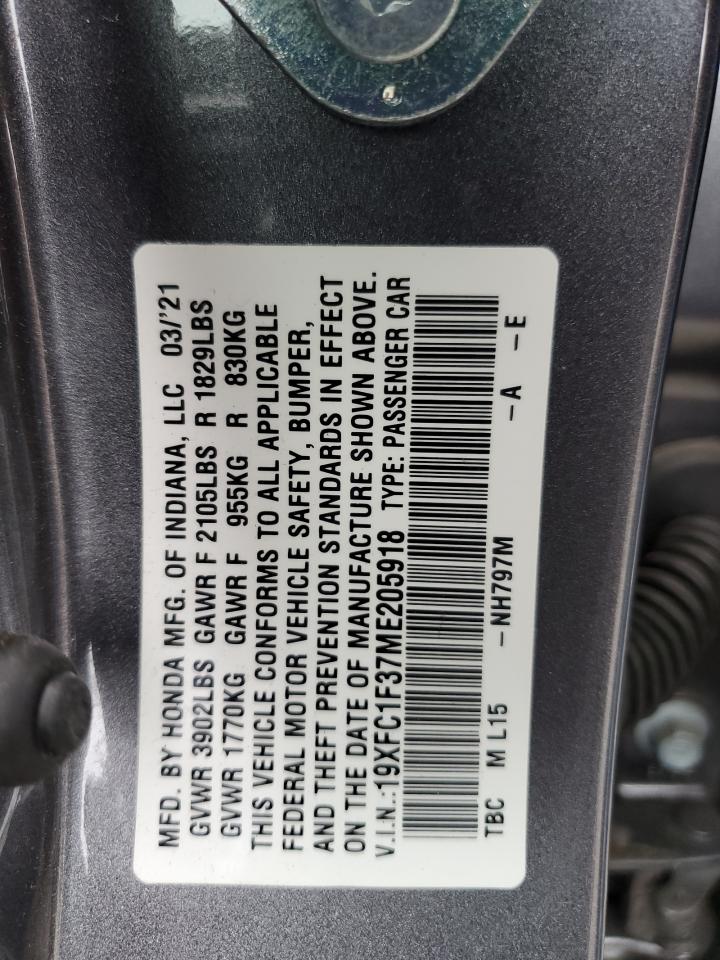 MFD. BY HONDA MFG. OF INDIANA, LLC 03/'21
GVWR 3902LBS GAWR F 2105LBS R 1829LBS
GVWR 1770KG GAWR F 955KG R 830KG
THIS VEHICLE CONFORMS TO ALL APPLICABLE
FEDERAL MOTOR VEHICLE SAFETY, BUMPER,
AND THEFT PREVENTION STANDARDS IN EFFECT
ON THE DATE OF MANUFACTURE SHOWN ABOVE.
V.I.N.:19XFC1F37ME205918 TYPE: PASSENGER CAR
TBC M L15 -NH797M -A -E